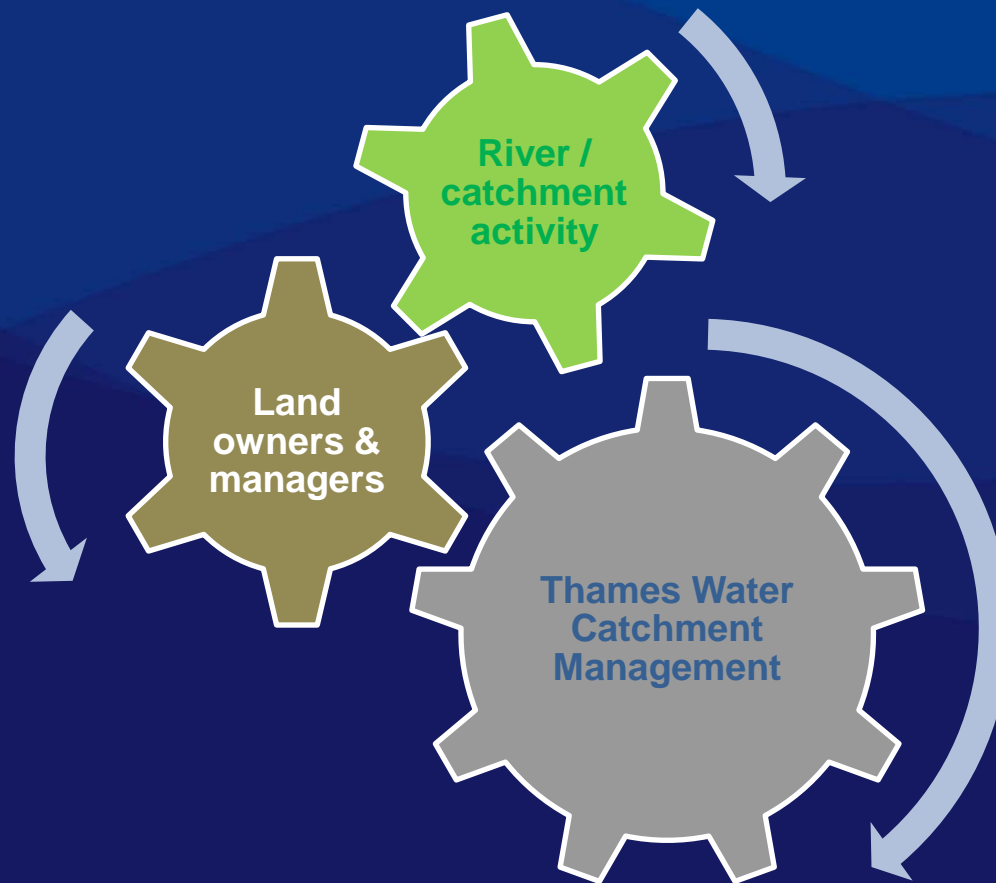 River /
catchment
activity
Land
owners &
managers
Thames Water
Catchment
Management